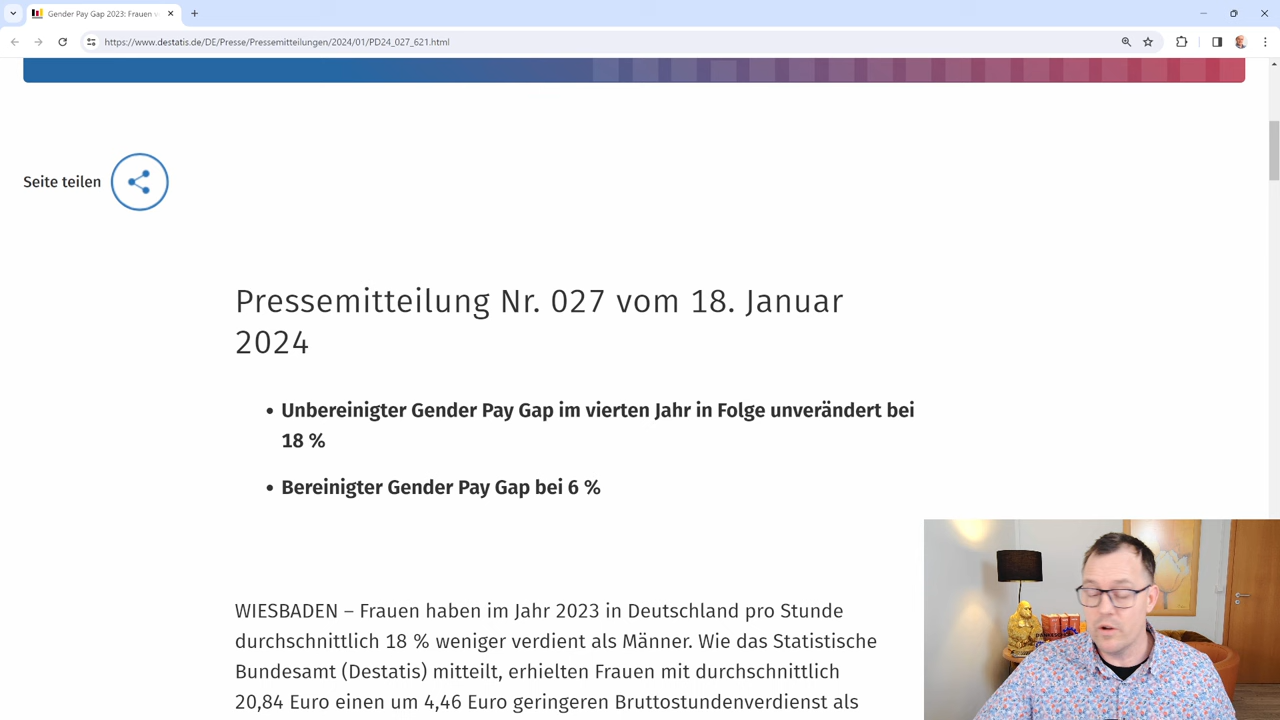 Gender Pay Gap 2023: Frauen v
https://www.destatis.de/DE/Presse/Pressemitteilungen/2024/01/PD24_027_621.html
Seite teilen
Pressemitteilung Nr. 027 vom 18. Januar
2024
• Unbereinigter Gender Pay Gap im vierten Jahr in Folge unverändert bei
18 %
• Bereinigter Gender Pay Gap bei 6 %
WIESBADEN – Frauen haben im Jahr 2023 in Deutschland pro Stunde
durchschnittlich 18 % weniger verdient als Männer. Wie das Statistische
Bundesamt (Destatis) mitteilt, erhielten Frauen mit durchschnittlich
20,84 Euro einen um 4,46 Euro geringeren Bruttostundenverdienst als